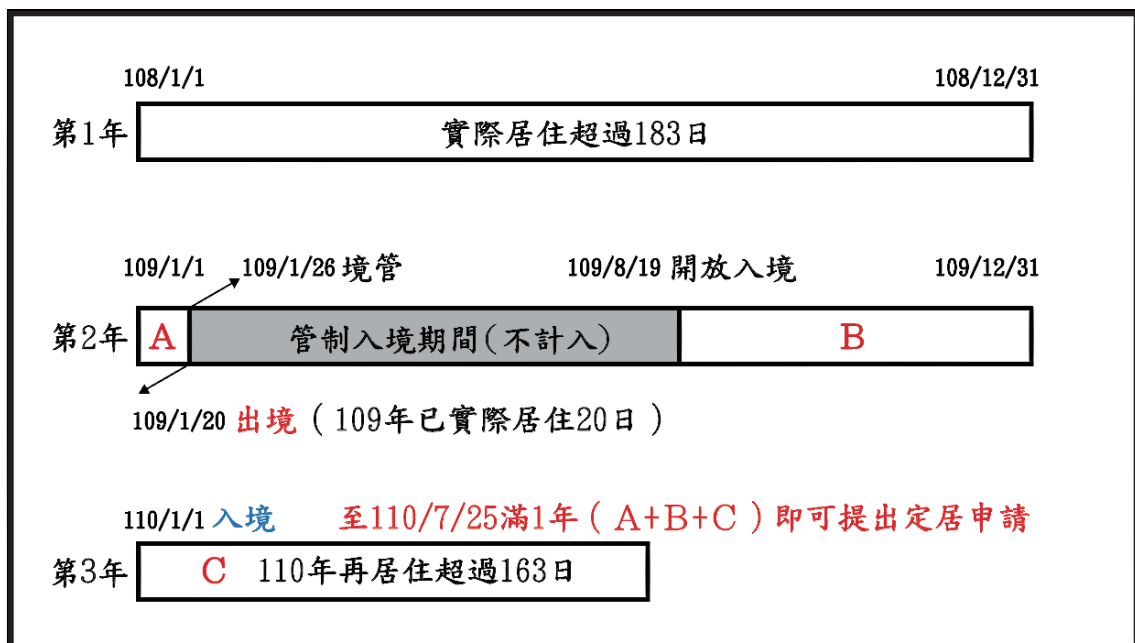 108/1/1 108/12/31
第1年 實際居住超過183日
109/1/1 109/1/26 境管 109/8/19 開放入境 109/12/31
第2年 A 管制入境期間(不計入) B
109/1/20 出境 ( 109年已實際居住20日 )
110/1/1 入境 至110/7/25滿1年 ( A+B+C ) 即可提出定居申請
第3年 C 110年再居住超過163日